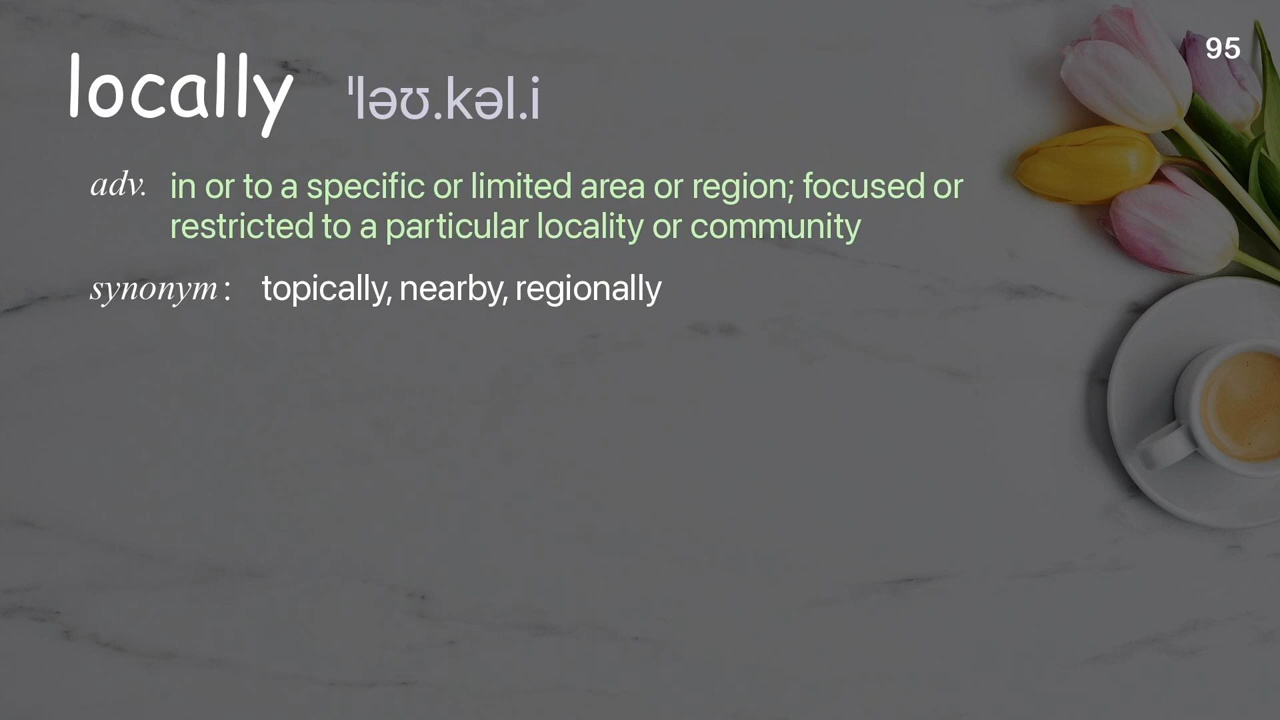 95
locally ˈləʊ.kəl.i
adv. in or to a specific or limited area or region; focused or
restricted to a particular locality or community
synonym: topically, nearby, regionally